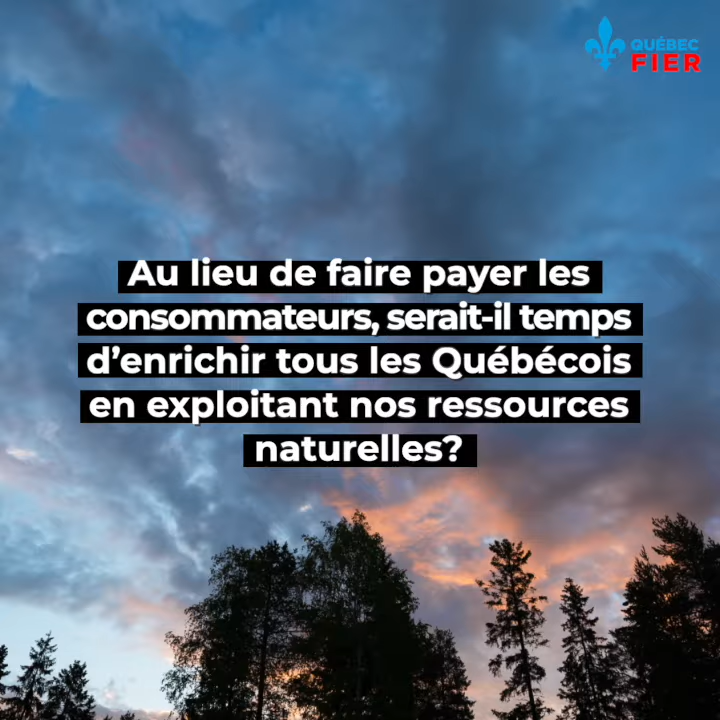 QUÉBEC
FIER
Au lieu de faire payer les
consommateurs, serait-il temps
d’enrichir tous les Québécois
en exploitant nos ressources
naturelles?